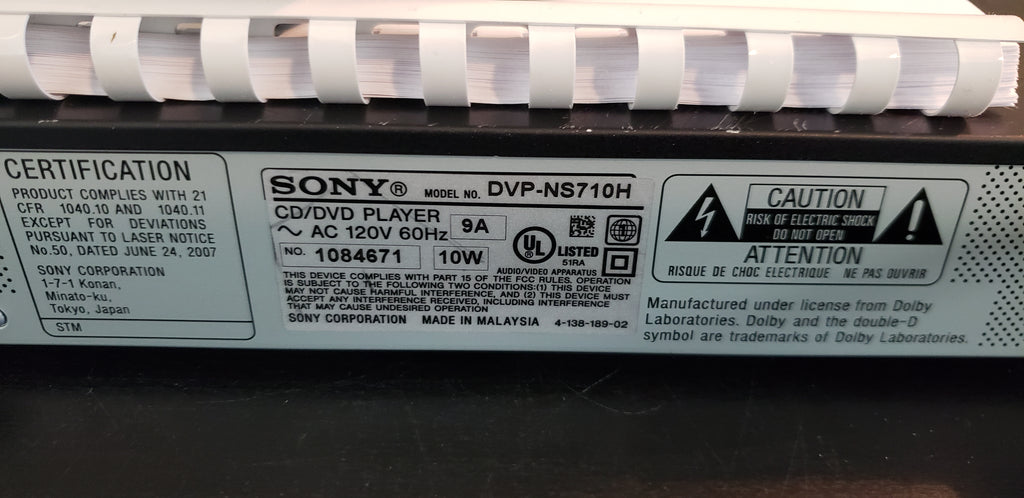 CERTIFICATION
PRODUCT COMPLIES WITH 21
CFR 1040.10 AND 1040.11
EXCEPT FOR DEVIATIONS
PURSUANT TO LASER NOTICE
No.50, DATED JUNE 24, 2007
SONY CORPORATION
1-7-1 Konan,
Minato-ku,
Tokyo, Japan
STM
SONY® MODEL NO. DVP-NS710H
CD/DVD PLAYER
~ AC 120V 60Hz 9A
NO. 1084671 10W
UL LISTED
51RA
AUDIO/VIDEO APPARATUS
THIS DEVICE COMPLIES WITH PART 15 OF THE FCC RULES. OPERATION
IS SUBJECT TO THE FOLLOWING TWO CONDITIONS:(1) THIS DEVICE
MAY NOT CAUSE HARMFUL INTERFERENCE, AND (2) THIS DEVICE MUST
ACCEPT ANY INTERFERENCE RECEIVED, INCLUDING INTERFERENCE
THAT MAY CAUSE UNDESIRED OPERATION
SONY CORPORATION MADE IN MALAYSIA 4-138-189-02
CAUTION
RISK OF ELECTRIC SHOCK
DO NOT OPEN
ATTENTION
RISQUE DE CHOC ELECTRIQUE NE PAS OUVRIR
Manufactured under license from Dolby
Laboratories. Dolby and the double-D
symbol are trademarks of Dolby Laboratories.